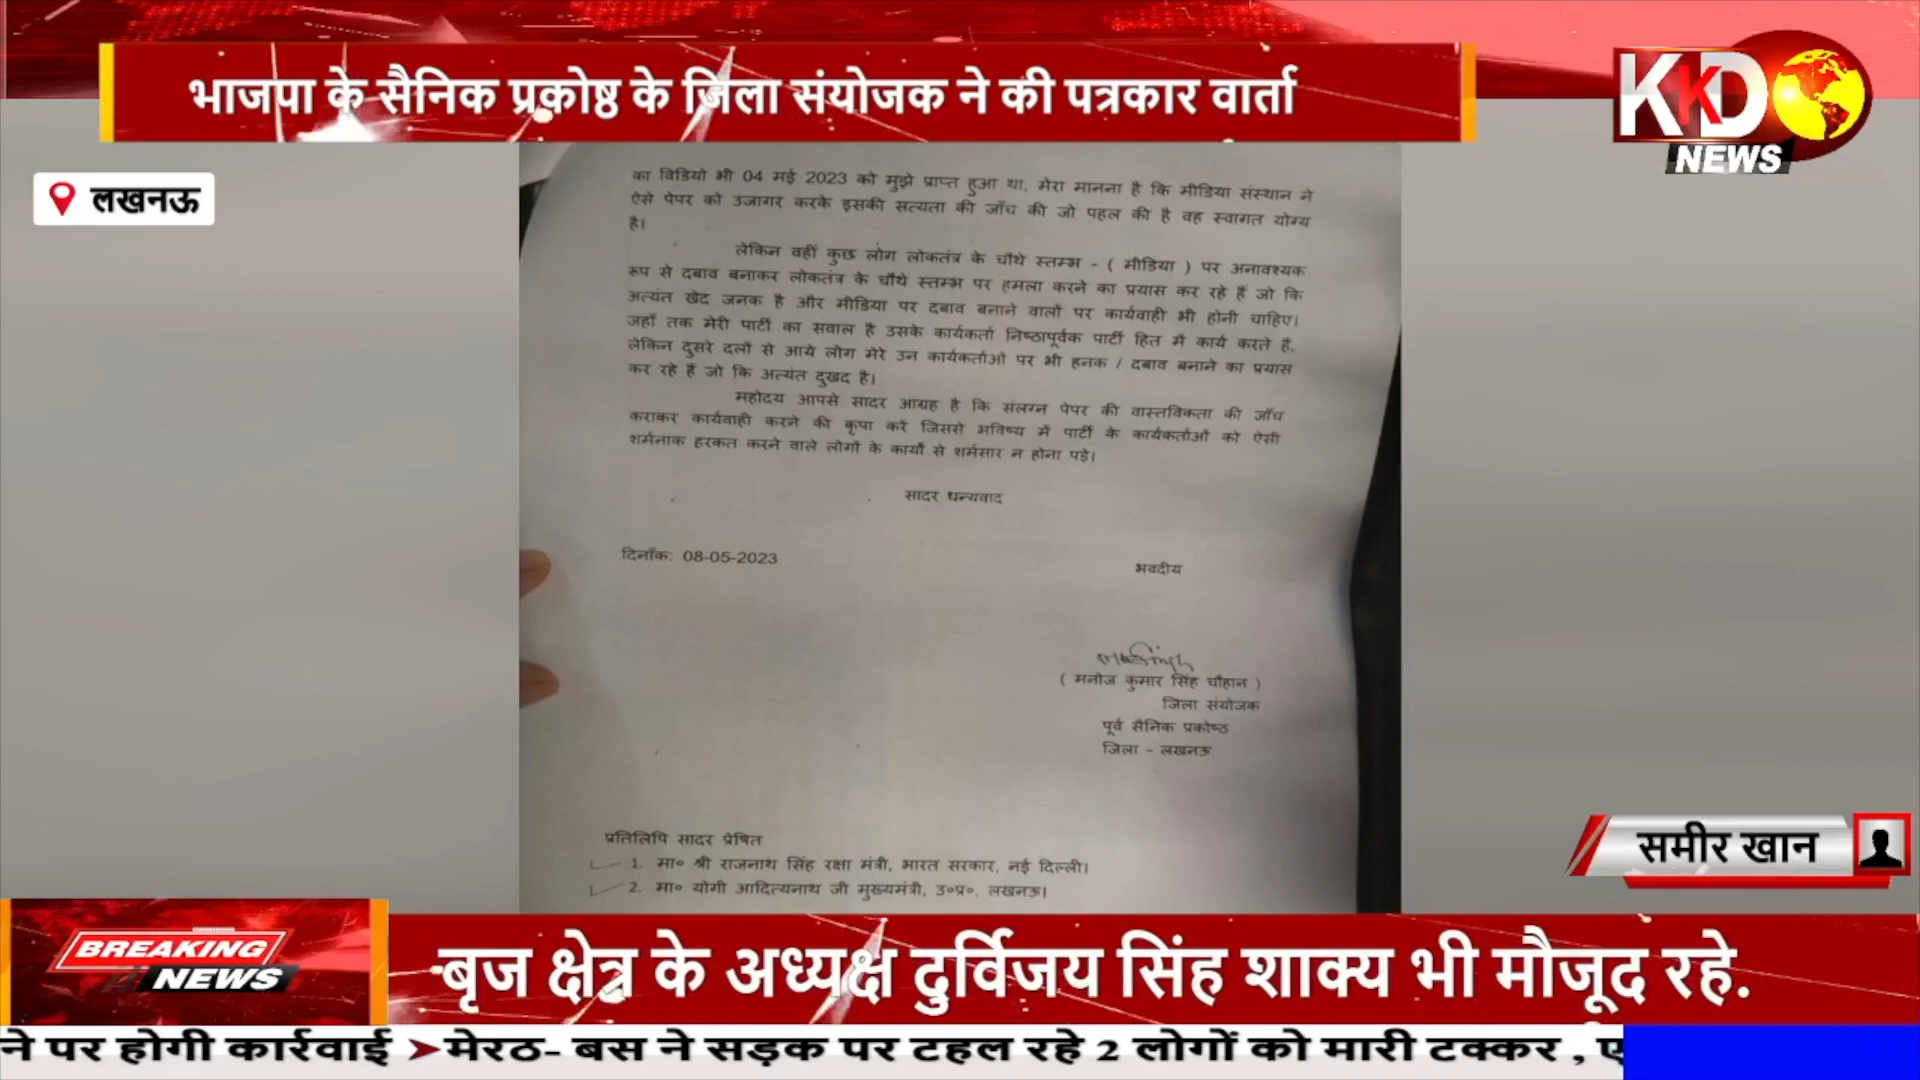 भाजपा के सैनिक प्रकोष्ठ के जिला संयोजक ने की पत्रकार वार्ता
KKD
NEWS
लखनऊ
का विडियो भी 04 मई 2023 को मुझे प्राप्त हुआ था, मेरा मानना है कि मीडिया संस्थान ने
ऐसे पेपर को उजागर करके इसकी सत्यता की जाँच की जो पहल की है वह स्वागत योग्य
है।
लेकिन वहीं कुछ लोग लोकतंत्र के चौथे स्तम्भ - ( मीडिया ) पर अनावश्यक
रूप से दबाव बनाकर लोकतंत्र के चौथे स्तम्भ पर हमला करने का प्रयास कर रहे हैं जो कि
अत्यंत खेद जनक है और मीडिया पर दबाव बनाने वालों पर कार्यवाही भी होनी चाहिए।
जहाँ तक मेरी पार्टी का सवाल है उसके कार्यकर्ता निष्ठापूर्वक पार्टी हित में कार्य करते हैं,
लेकिन दुसरे दलों से आये लोग मेरे उन कार्यकर्ताओं पर भी हनक / दबाव बनाने का प्रयास
कर रहे हैं जो कि अत्यंत दुखद है।
महोदय आपसे सादर आग्रह है कि संलग्न पेपर की वास्तविकता की जाँच
कराकर कार्यवाही करने की कृपा करें जिससे भविष्य में पार्टी के कार्यकर्ताओं को ऐसी
शर्मनाक हरकत करने वाले लोगों के कार्यों से शर्मसार न होना पड़े।
सादर धन्यवाद
दिनाँक: 08-05-2023
भवदीय
( मनोज कुमार सिंह चौहान )
जिला संयोजक
पूर्व सैनिक प्रकोष्ठ
जिला - लखनऊ
प्रतिलिपि सादर प्रेषित
1. मा० श्री राजनाथ सिंह रक्षा मंत्री, भारत सरकार, नई दिल्ली।
2. मा० योगी आदित्यनाथ जी मुख्यमंत्री, उ०प्र०, लखनऊ।
समीर खान
BREAKING
NEWS
बृज क्षेत्र के अध्यक्ष दुर्विजय सिंह शाक्य भी मौजूद रहे.
ने पर होगी कार्रवाई ➤मेरठ- बस ने सड़क पर टहल रहे 2 लोगों को मारी टक्कर ,